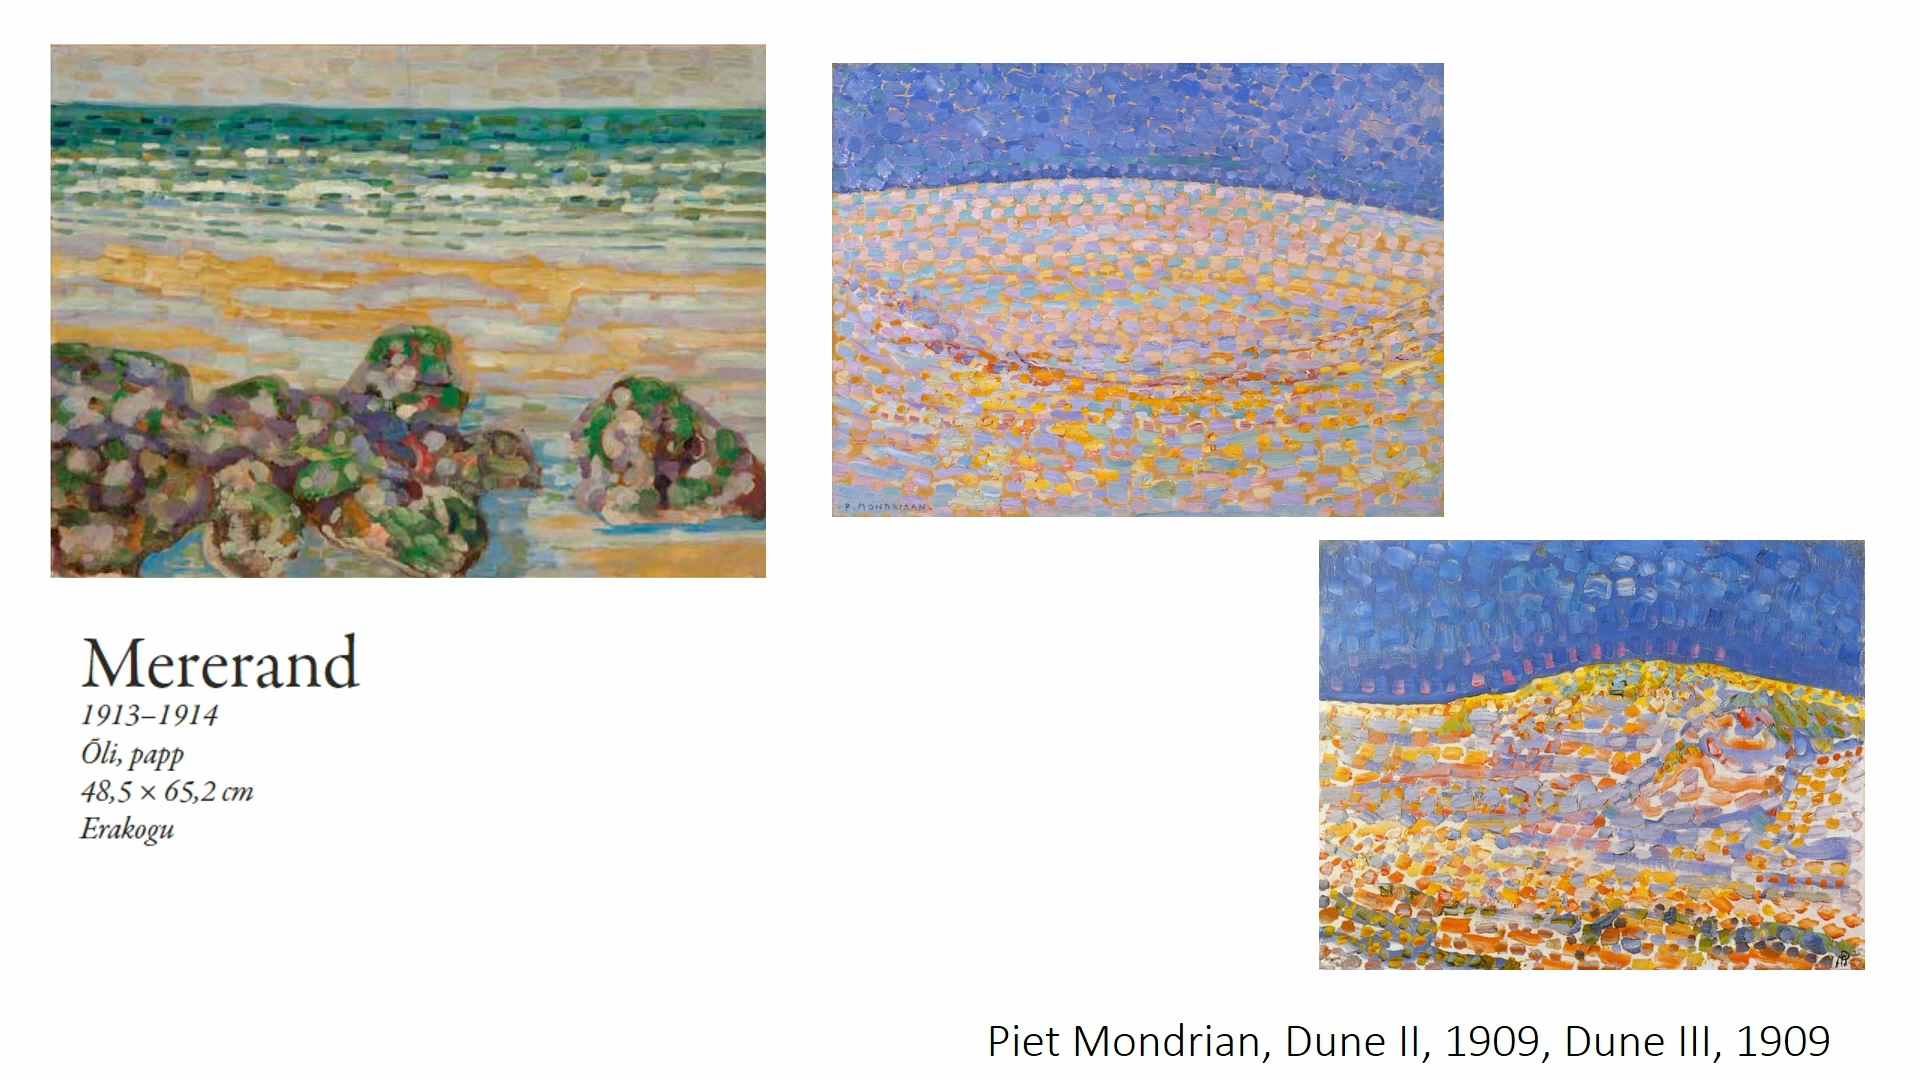 Mererand
1913–1914
Õli, papp
48,5 × 65,2 cm
Erakogu
P. MONDRIAAN.
Piet Mondrian, Dune II, 1909, Dune III, 1909